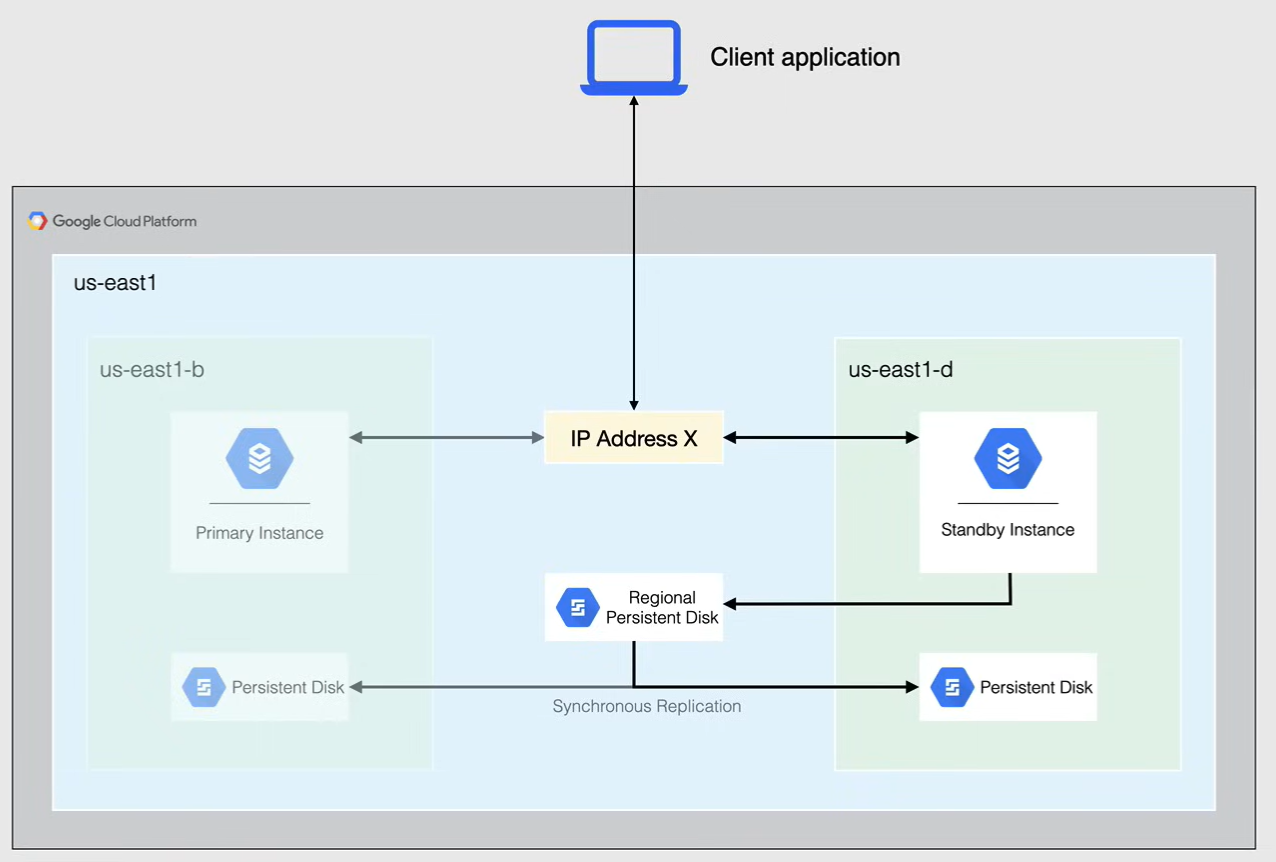 Client application
Google Cloud Platform
us-east1
us-east1-b
us-east1-d
IP Address X
Primary Instance
Standby Instance
Regional
Persistent Disk
Persistent Disk
Persistent Disk
Synchronous Replication